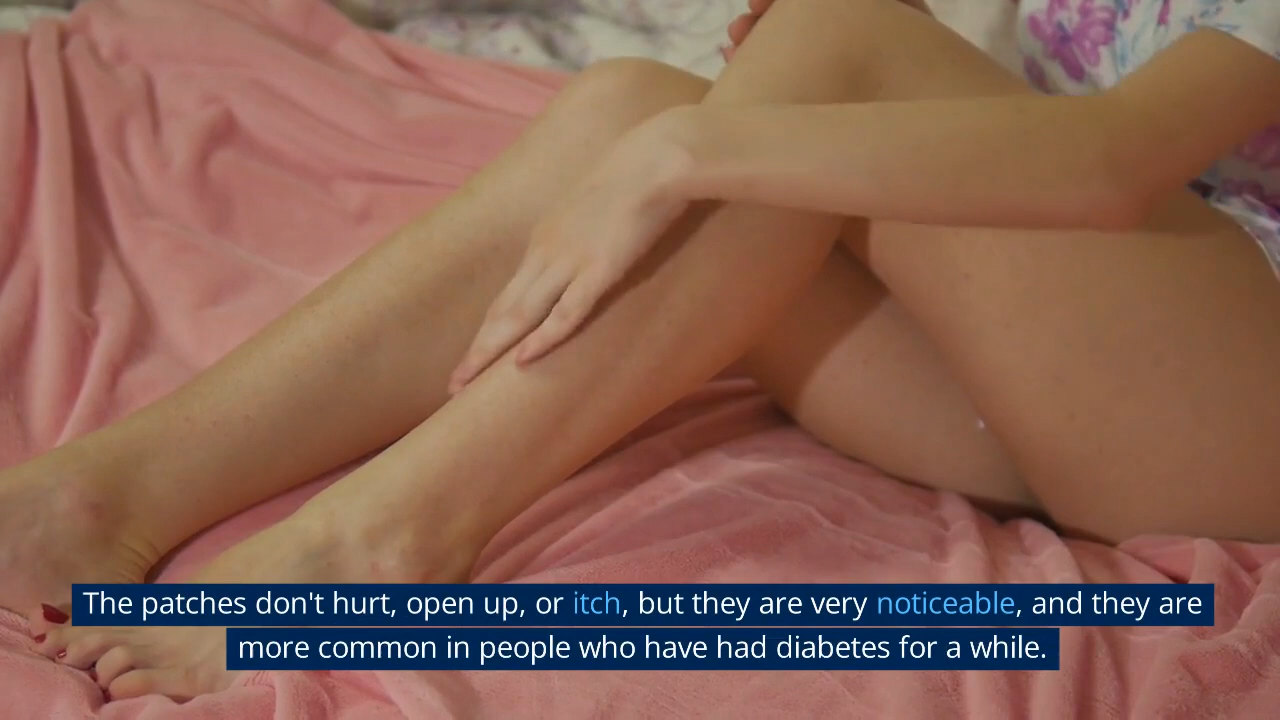 The patches don't hurt, open up, or itch, but they are very noticeable, and they are
more common in people who have had diabetes for a while.